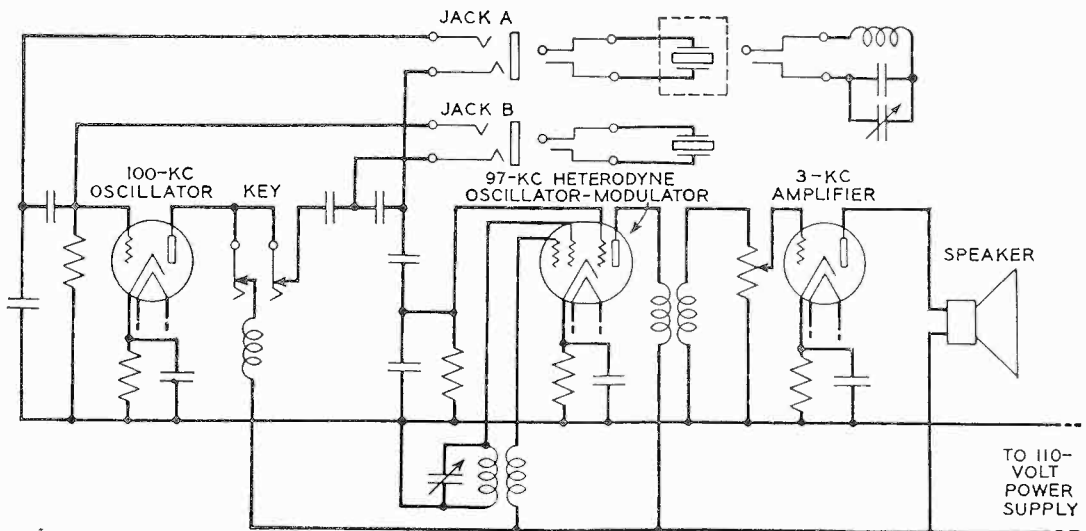 JACK A
JACK B
100-KC
OSCILLATOR
KEY
97-KC HETERODYNE
OSCILLATOR-MODULATOR
3-KC
AMPLIFIER
SPEAKER
TO 110-
VOLT
POWER
SUPPLY